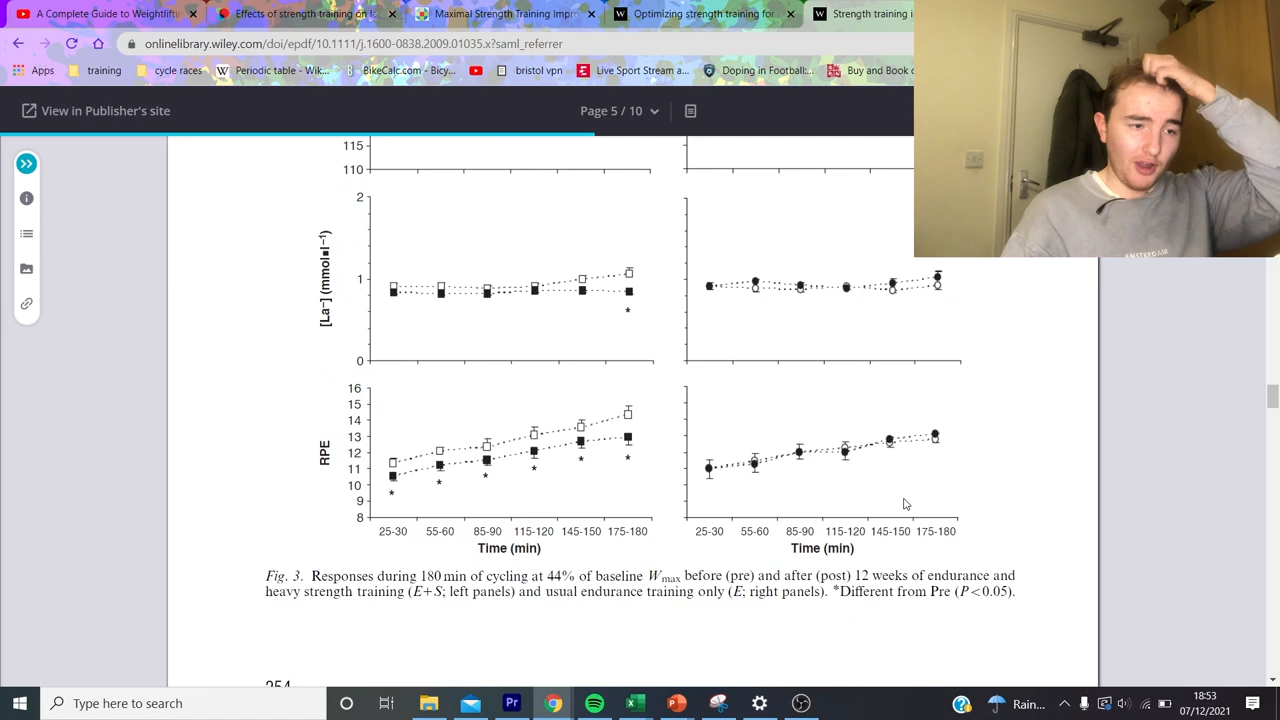 A Complete Guide to Weightliftin
Effects of strength training on
Maximal Strength Training Impro
Optimizing strength training for
Strength training i
onlinelibrary.wiley.com/doi/epdf/10.1111/j.1600-0838.2009.01035.x?saml_referrer
Apps training cycle races Periodic table - Wik... BikeCalc.com - Bicy... bristol vpn Live Sport Stream a... Doping in Football:... Buy and Book
View in Publisher's site
Page 5 / 10
115
110
2
1
0
[La⁻] (mmol■l⁻¹)
*
16
15
14
13
12
11
10
9
8
RPE
* * * * * *
25-30 55-60 85-90 115-120 145-150 175-180
Time (min)
25-30 55-60 85-90 115-120 145-150 175-180
Time (min)
Fig. 3. Responses during 180 min of cycling at 44% of baseline Wmax before (pre) and after (post) 12 weeks of endurance and
heavy strength training (E+S; left panels) and usual endurance training only (E; right panels). *Different from Pre (P<0.05).
254
AMSTERDAM
Type here to search
Rain...
18:53
07/12/2021